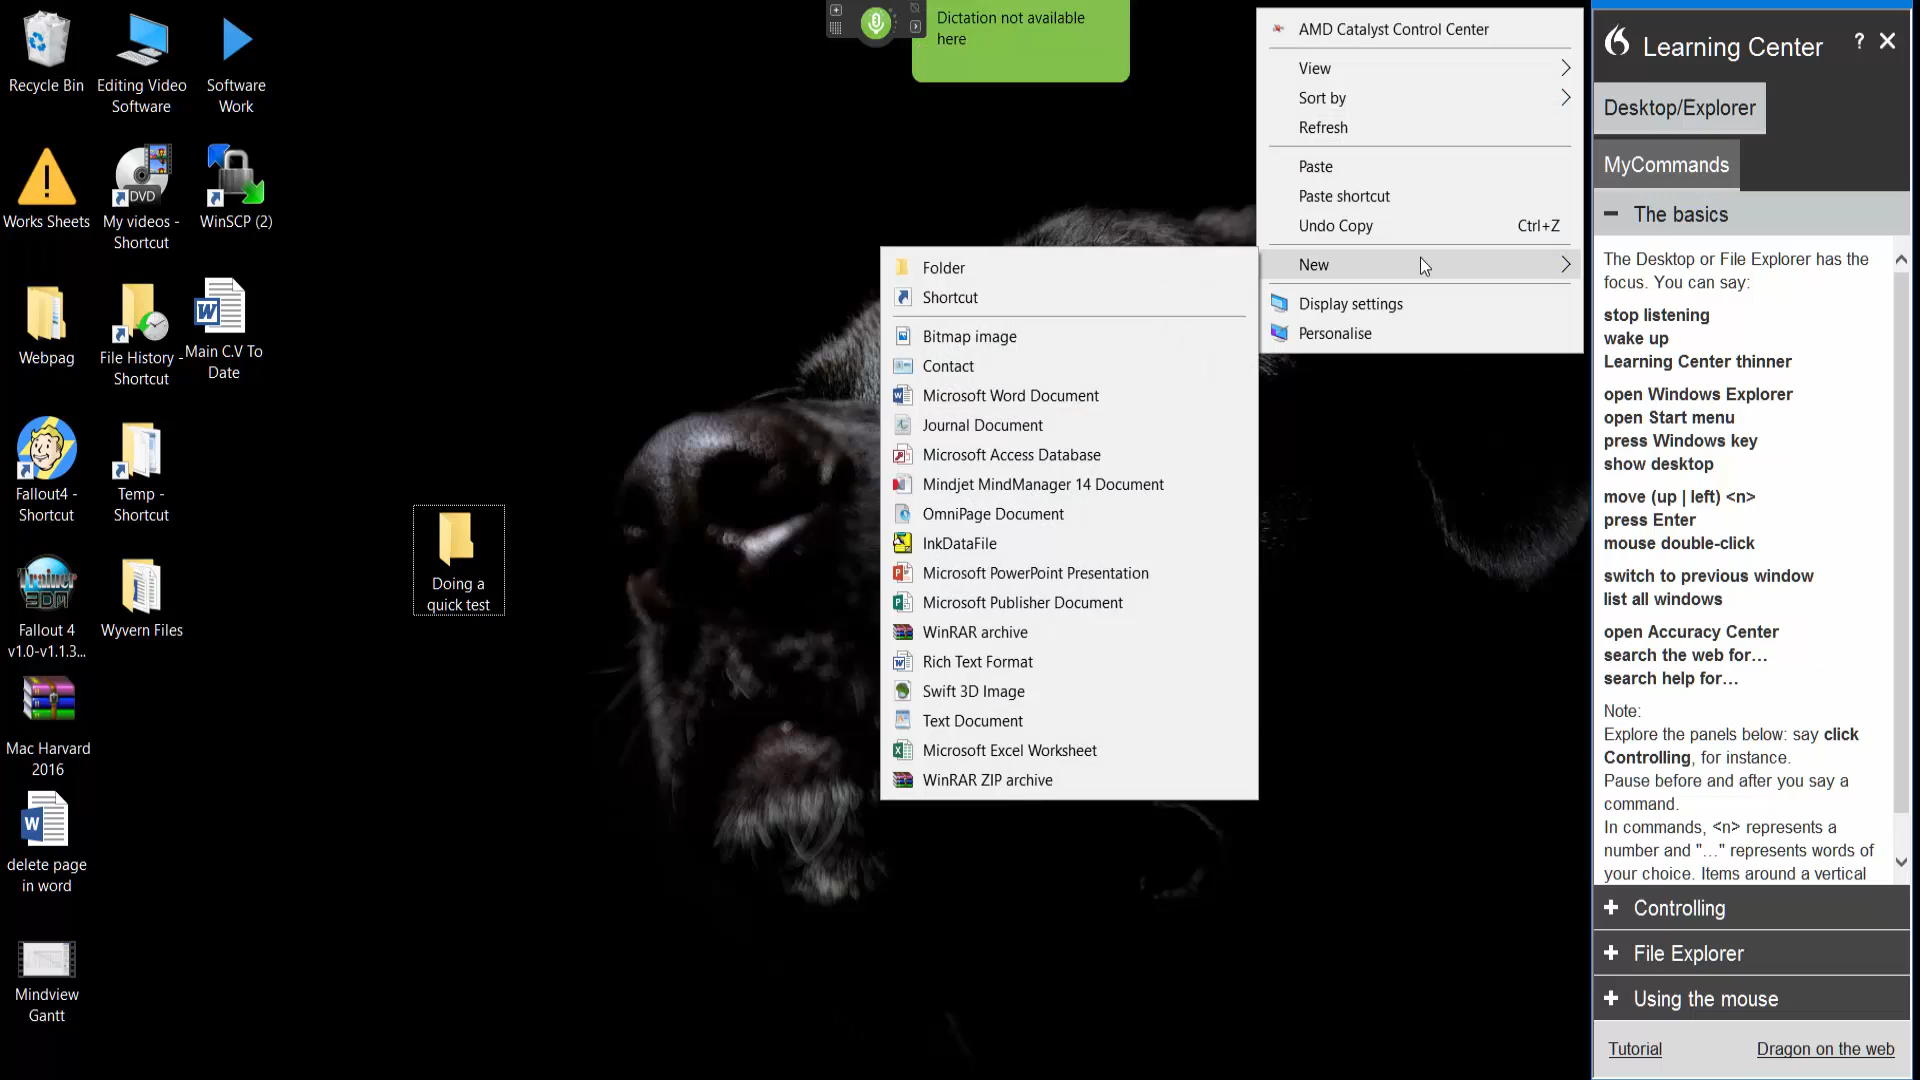 Recycle Bin
Editing Video
Software
Software
Work
Works Sheets
My videos -
Shortcut
WinSCP (2)
Webpag
File History -
Shortcut
Main C.V To
Date
Fallout4 -
Shortcut
Temp -
Shortcut
Fallout 4
v1.0-v1.1.3...
Wyvern Files
Mac Harvard
2016
delete page
in word
Mindview
Gantt
Doing a
quick test
Dictation not available
here
AMD Catalyst Control Center
View
Sort by
Refresh
Paste
Paste shortcut
Undo Copy Ctrl+Z
New
Display settings
Personalise
Folder
Shortcut
Bitmap image
Contact
Microsoft Word Document
Journal Document
Microsoft Access Database
Mindjet MindManager 14 Document
OmniPage Document
InkDataFile
Microsoft PowerPoint Presentation
Microsoft Publisher Document
WinRAR archive
Rich Text Format
Swift 3D Image
Text Document
Microsoft Excel Worksheet
WinRAR ZIP archive
Learning Center ?
Desktop/Explorer
MyCommands
The basics
The Desktop or File Explorer has the
focus. You can say:
stop listening
wake up
Learning Center thinner
open Windows Explorer
open Start menu
press Windows key
show desktop
move (up | left) <n>
press Enter
mouse double-click
switch to previous window
list all windows
open Accuracy Center
search the web for…
search help for…
Note:
Explore the panels below: say click
Controlling, for instance.
Pause before and after you say a
command.
In commands, <n> represents a
number and "…" represents words of
your choice. Items around a vertical
Controlling
File Explorer
Using the mouse
Tutorial
Dragon on the web